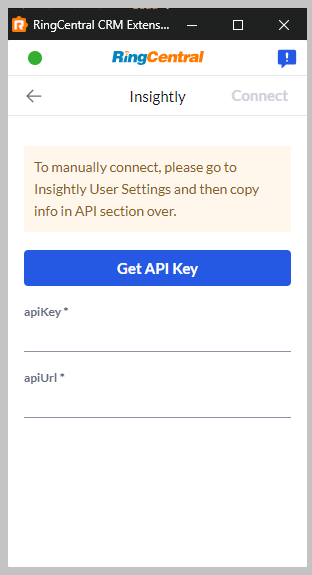 RingCentral CRM Exten...
RingCentral
Insightly
Connect
To manually connect, please go to
Insightly User Settings and then copy
info in API section over.
Get API Key
apiKey *
apiUrl *